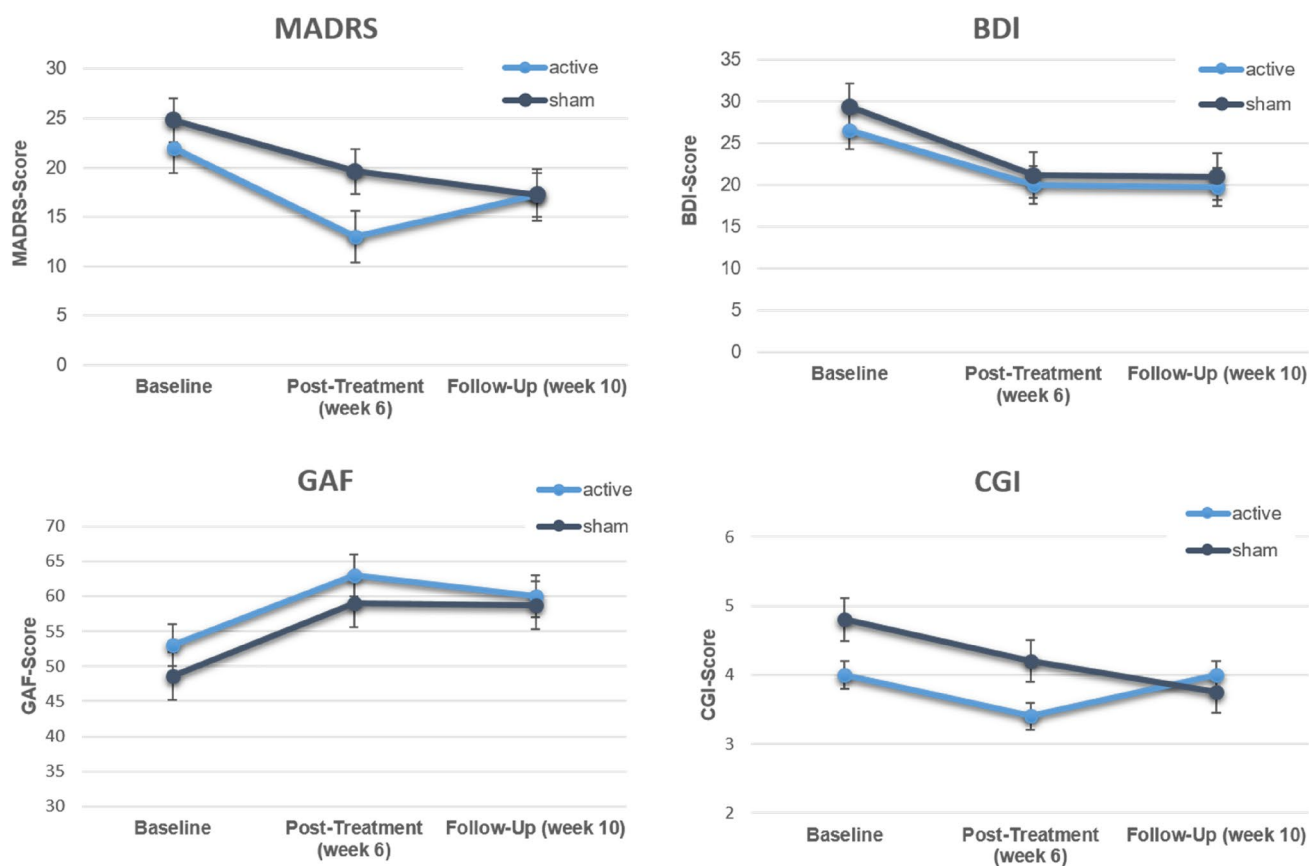 MADRS
active
sham
MADRS-Score
30
25
20
15
10
5
0
Baseline
Post-Treatment
(week 6)
Follow-Up (week 10)
BDI
active
sham
BDI-Score
35
30
25
20
15
10
5
0
Baseline
Post-Treatment
(week 6)
Follow-Up (week 10)
GAF
active
sham
GAF-Score
70
65
60
55
50
45
40
35
30
Baseline
Post-Treatment
(week 6)
Follow-Up (week 10)
CGI
active
sham
CGI-Score
6
5
4
3
2
Baseline
Post-Treatment
(week 6)
Follow-Up (week 10)